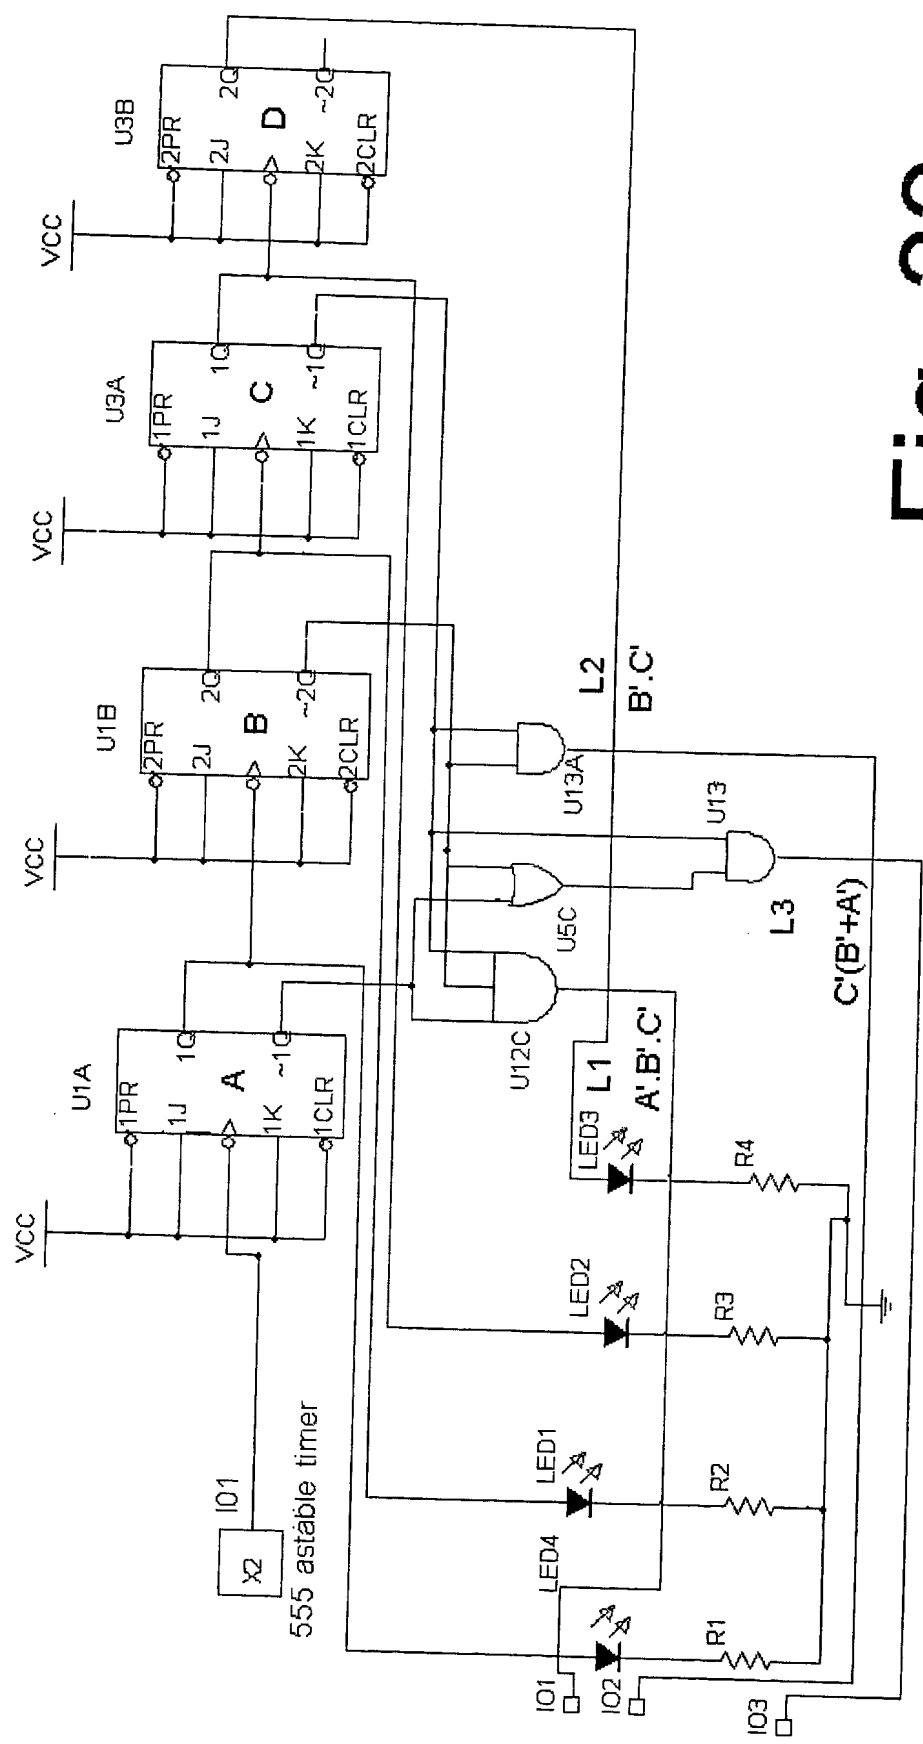 U3B
2PR
2Q
2J
D
2K
~2Q
2CLR
VCC
U3A
1PR
1Q
1J
C
1K
~1Q
1CLR
VCC
U1B
2PR
2Q
2J
B
2K
~2Q
2CLR
VCC
U1A
1PR
1Q
1J
A
1K
~1Q
1CLR
VCC
X2
IO1
555 astable timer
U12C
U5C
U13A
U13
L1
A'.B'.C'
L2
B'.C'
L3
C'(B'+A')
LED4
LED1
LED2
LED3
R1
R2
R3
R4
IO1
IO2
IO3